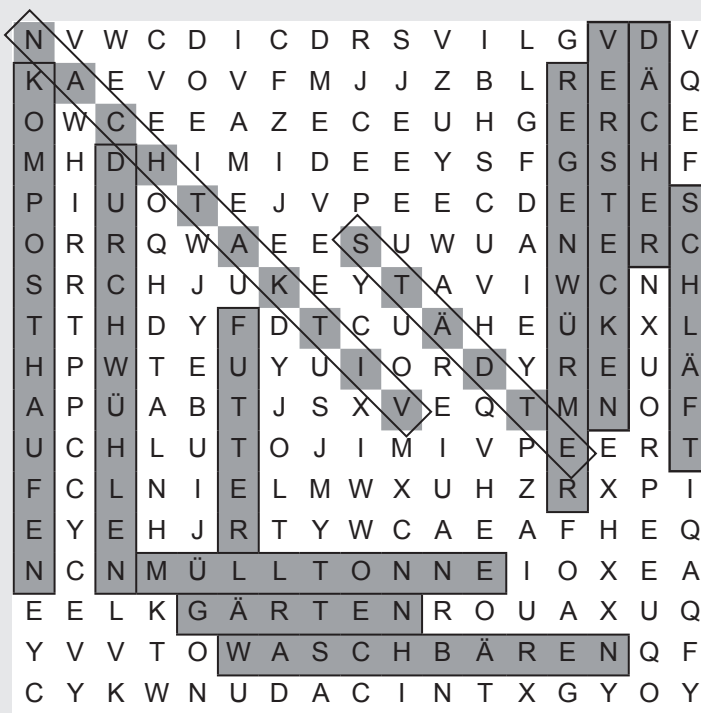 N V W C D I C D R S V I L G V D V
K A E V O V F M J J Z B L R E Ä Q
O W C E E A Z E C E U H G E R C E
M H D H I M I D E E Y S F G S H F
P I U O T E J V P E E C D E T E S
O R R Q W A E E S U W U A N E R C
S R C H J U K E Y T A V I W C N H
T T H D Y F D T C U Ä H E Ü K X L
H P W T E U Y U I O R D Y R E U Ä
A P Ü A B T J S X V E Q T M N O F
U C H L U T O J I M I V P E E R T
F C L N I E L M W X U H Z R X P I
E Y E H J R T Y W C A E A F H E Q
N C N M Ü L L T O N N E I O X E A
E E L K G Ä R T E N R O U A X U Q
Y V V T O W A S C H B Ä R E N Q F
C Y K W N U D A C I N T X G Y O Y